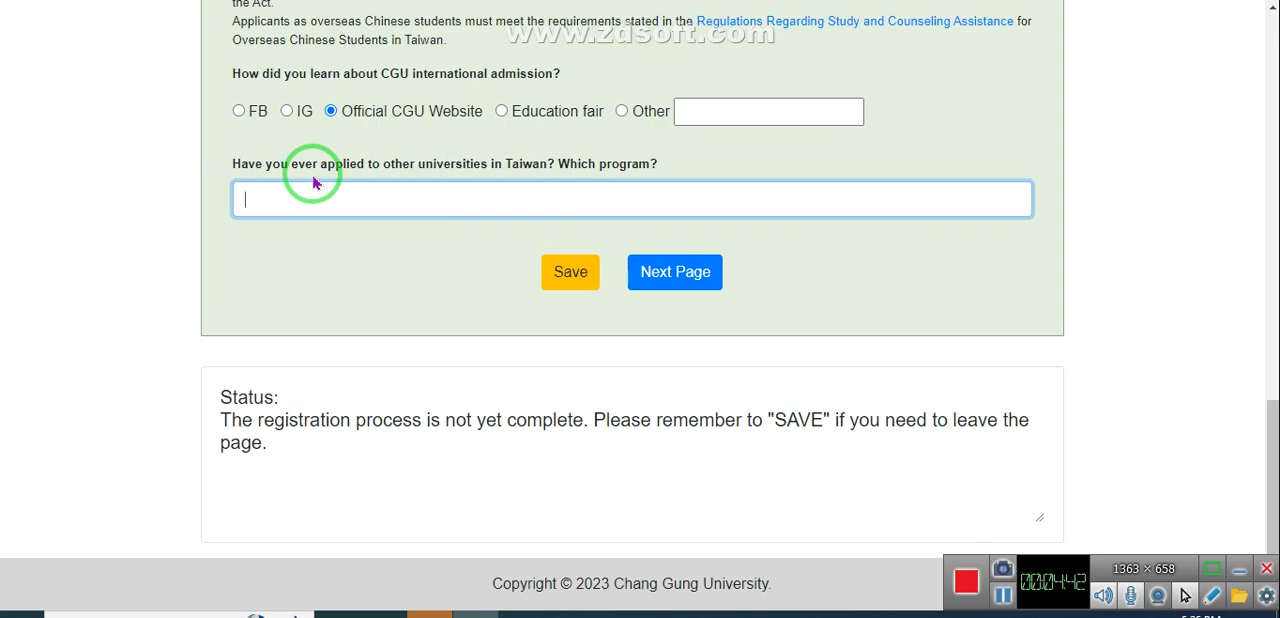 the Act.
Applicants as overseas Chinese students must meet the requirements stated in the Regulations Regarding Study and Counseling Assistance for
Overseas Chinese Students in Taiwan.
www.zdsoft.com
How did you learn about CGU international admission?
FB IG Official CGU Website Education fair Other
Have you ever applied to other universities in Taiwan? Which program?
Save Next Page
Status:
The registration process is not yet complete. Please remember to "SAVE" if you need to leave the
page.
Copyright © 2023 Chang Gung University.
00:04:42
1363 × 658